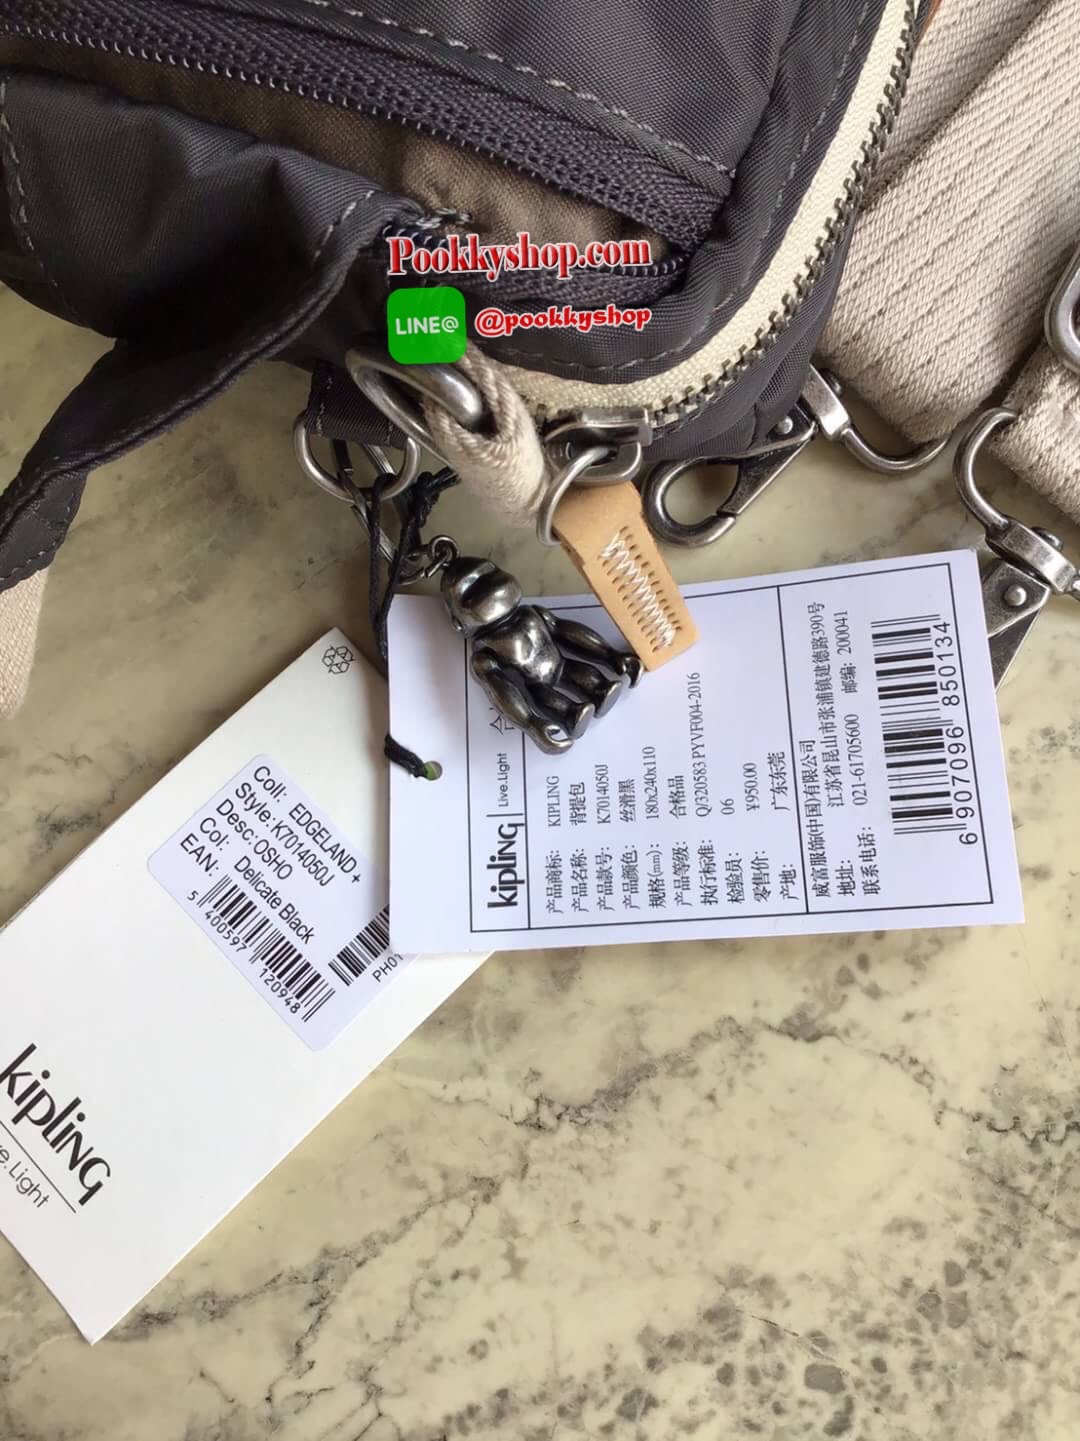 Pookkyshop.com
LINE@ @pookkyshop
Coll: EDGELAND +
Style: K7014050J
Desc: OSHO
Col: Delicate Black
EAN:
5 400597 120948
kipling
Light
kipling | Live.Light
合
产品商标: KIPLING
产品名称: 背提包
产品款号: K7014050J
产品颜色: 丝滑黑
规格(mm): 180x240x110
产品等级: 合格品
执行标准: Q/320583 PYVF004-2016
检验员: 06
零售价: ¥950.00
产地: 广东东莞
威富服饰(中国)有限公司
地址: 江苏省昆山市张浦镇建德路390号
联系电话: 021-61705600 邮编: 200041
6 907096 850134